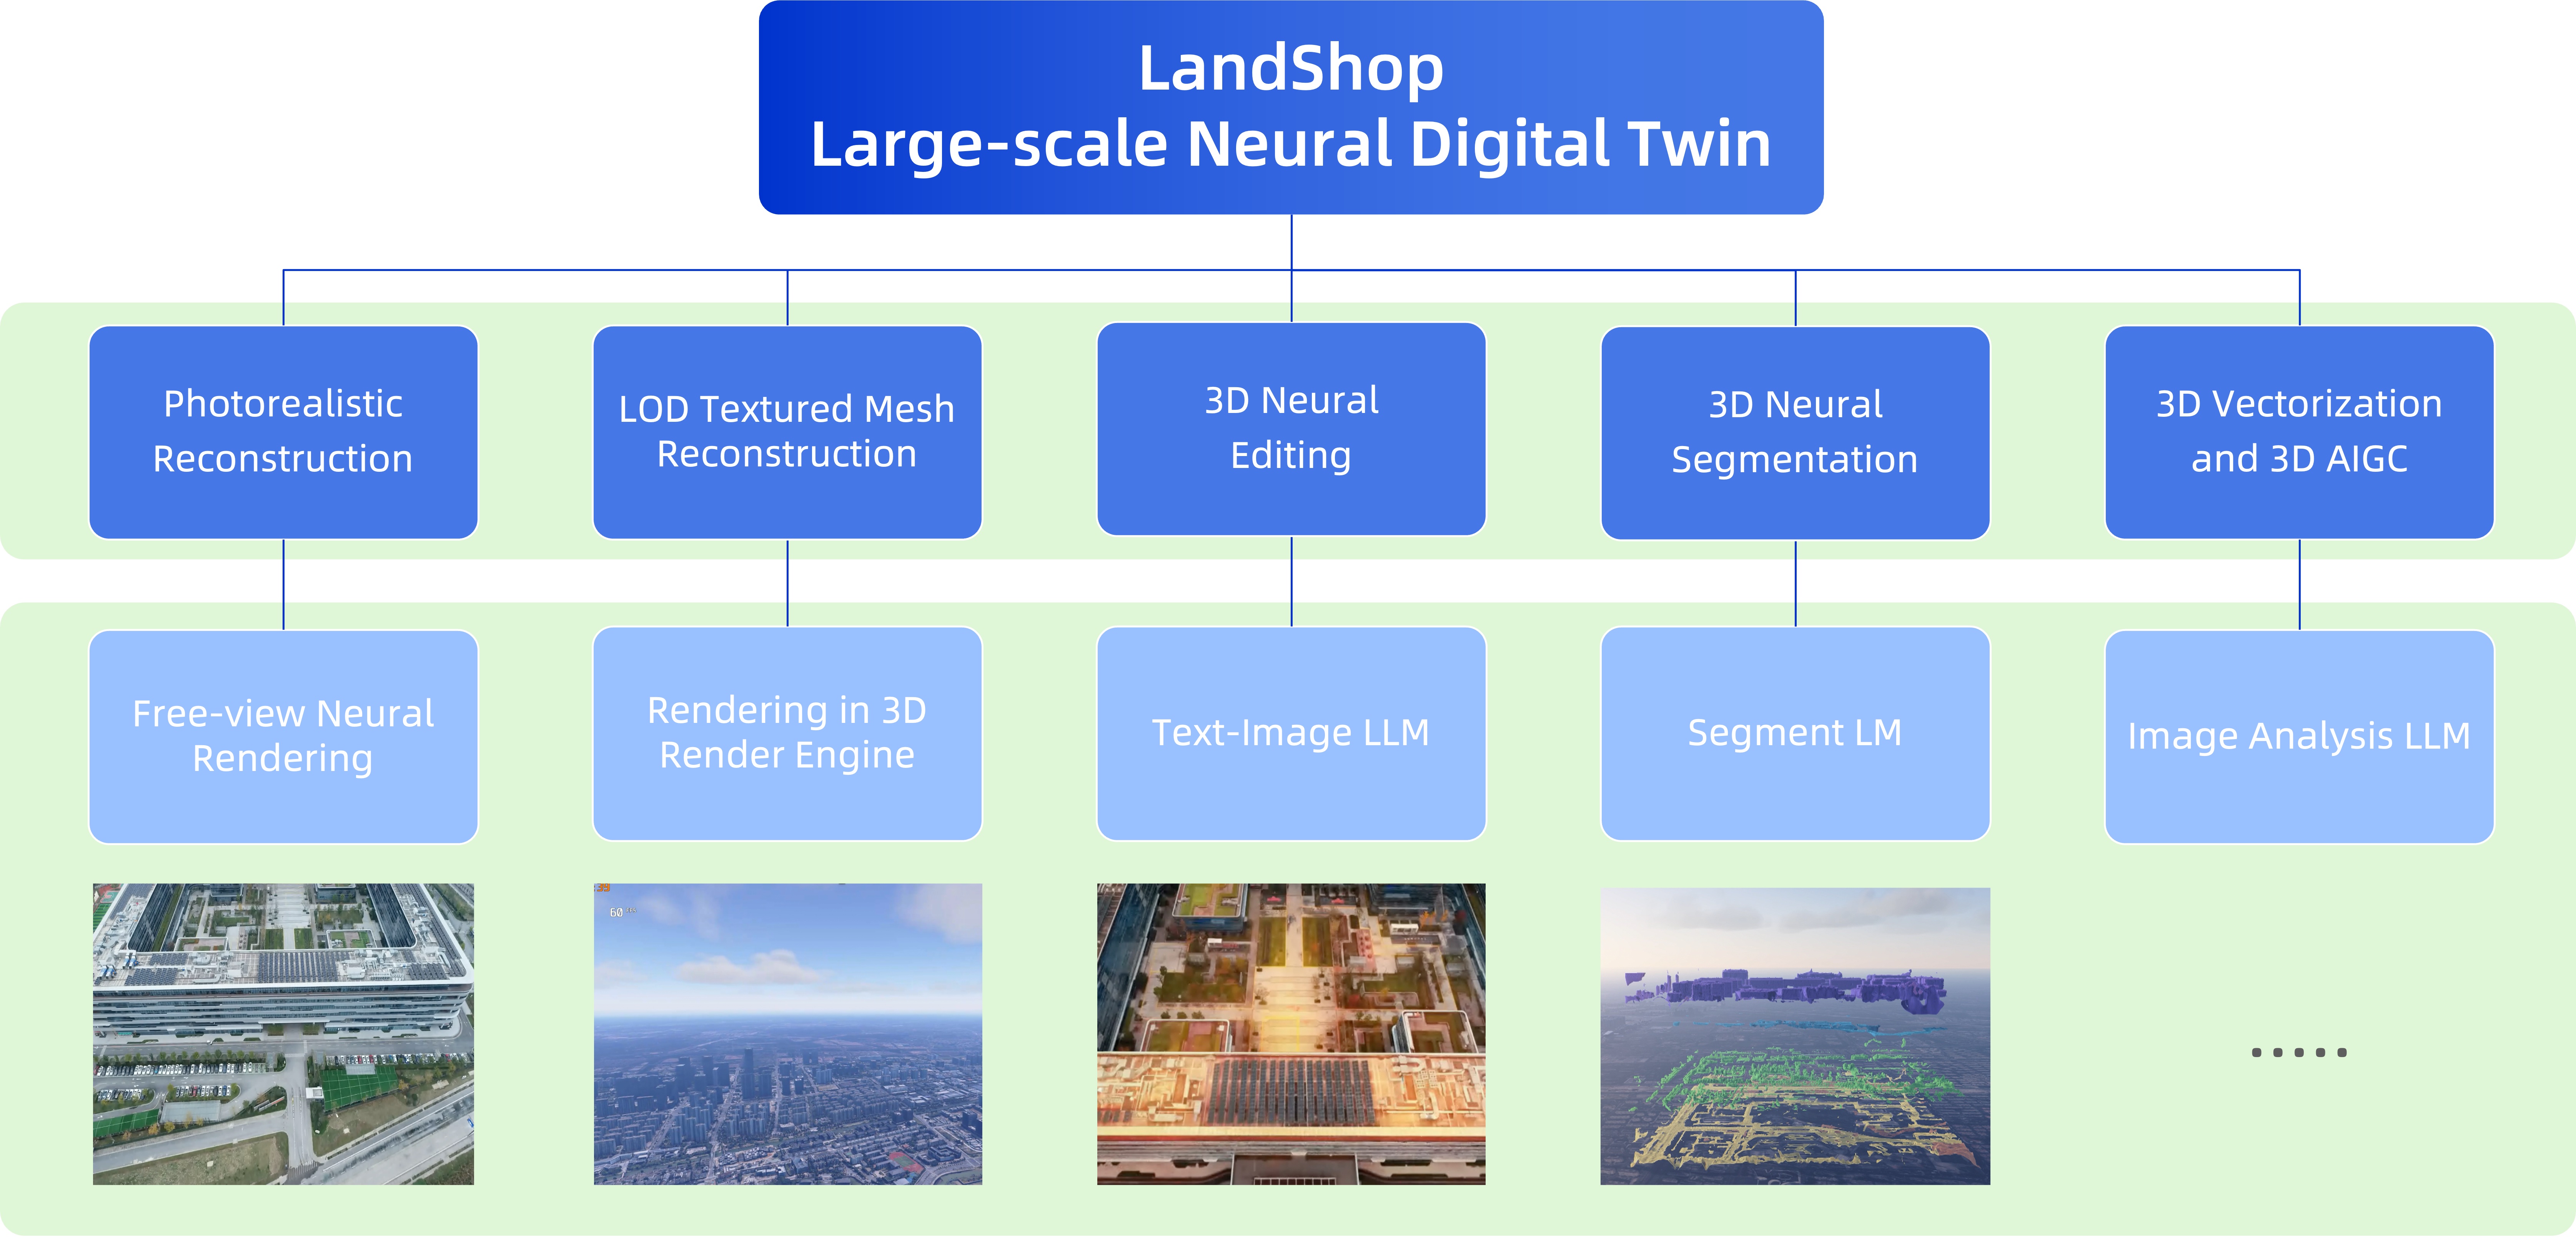 LandShop
Large-scale Neural Digital Twin
Photorealistic
Reconstruction
LOD Textured Mesh
Reconstruction
3D Neural
Editing
3D Neural
Segmentation
3D Vectorization
and 3D AIGC
Free-view Neural
Rendering
Rendering in 3D
Render Engine
Text-Image LLM
Segment LM
Image Analysis LLM
39
60
.....